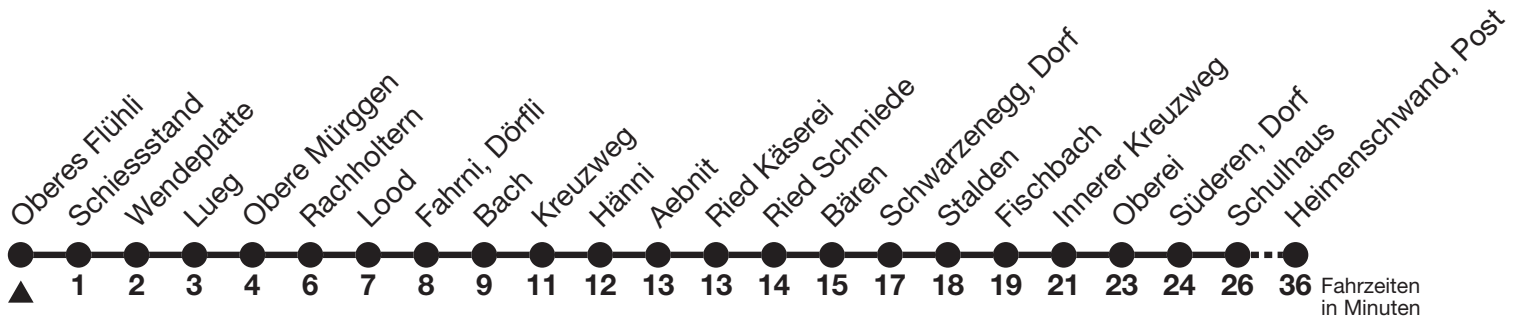 Oberes Flühli
Schiessstand
Wendeplatte
Lueg
Obere Mürggen
Rachholtern
Lood
Fahrni, Dörfli
Bach
Kreuzweg
Hänni
Aebnit
Ried Käserei
Ried Schmiede
Bären
Schwarzenegg, Dorf
Stalden
Fischbach
Innerer Kreuzweg
Oberei
Süderen, Dorf
Schulhaus
Heimenschwand, Post
1 2 3 4 6 7 8 9 11 12 13 13 14 15 17 18 19 21 23 24 26 36
Fahrzeiten
in Minuten